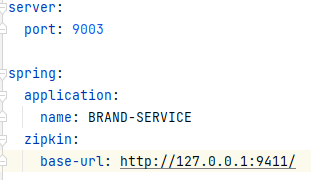 server:
  port: 9003

spring:
  application:
    name: BRAND-SERVICE
  zipkin:
    base-url: http://127.0.0.1:9411/